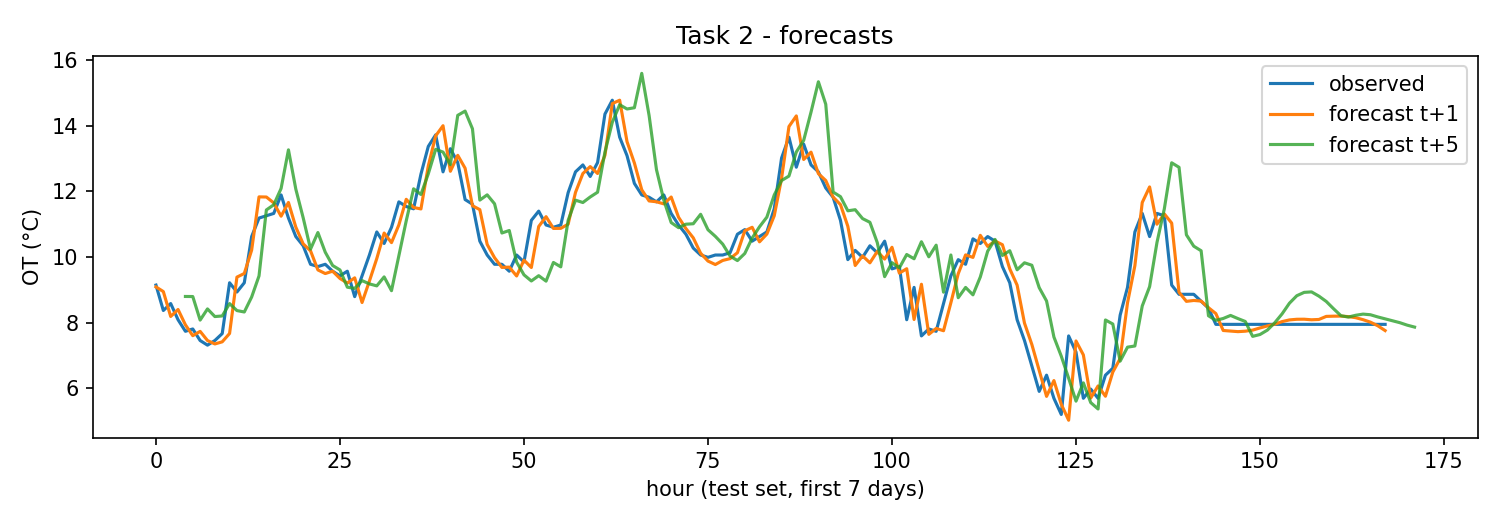 Task 2 - forecasts
observed
forecast t+1
forecast t+5
OT (°C)
16
14
12
10
8
6
0 25 50 75 100 125 150 175
hour (test set, first 7 days)